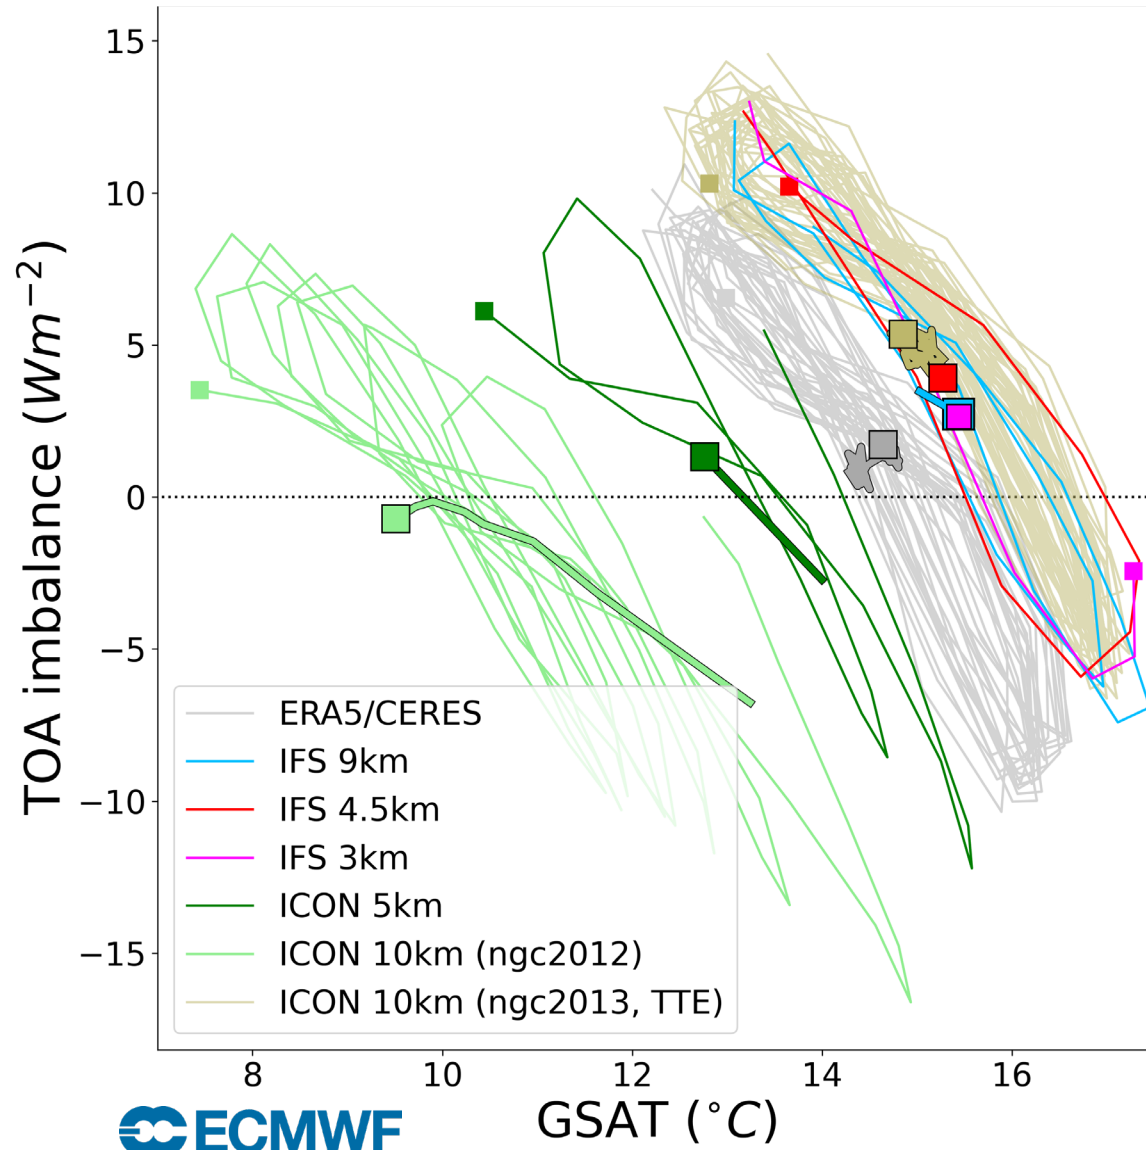 15
10
5
0
−5
−10
−15
TOA imbalance (Wm⁻²)
ERA5/CERES
IFS 9km
IFS 4.5km
IFS 3km
ICON 5km
ICON 10km (ngc2012)
ICON 10km (ngc2013, TTE)
8 10 12 14 16
GSAT (°C)
ECMWF